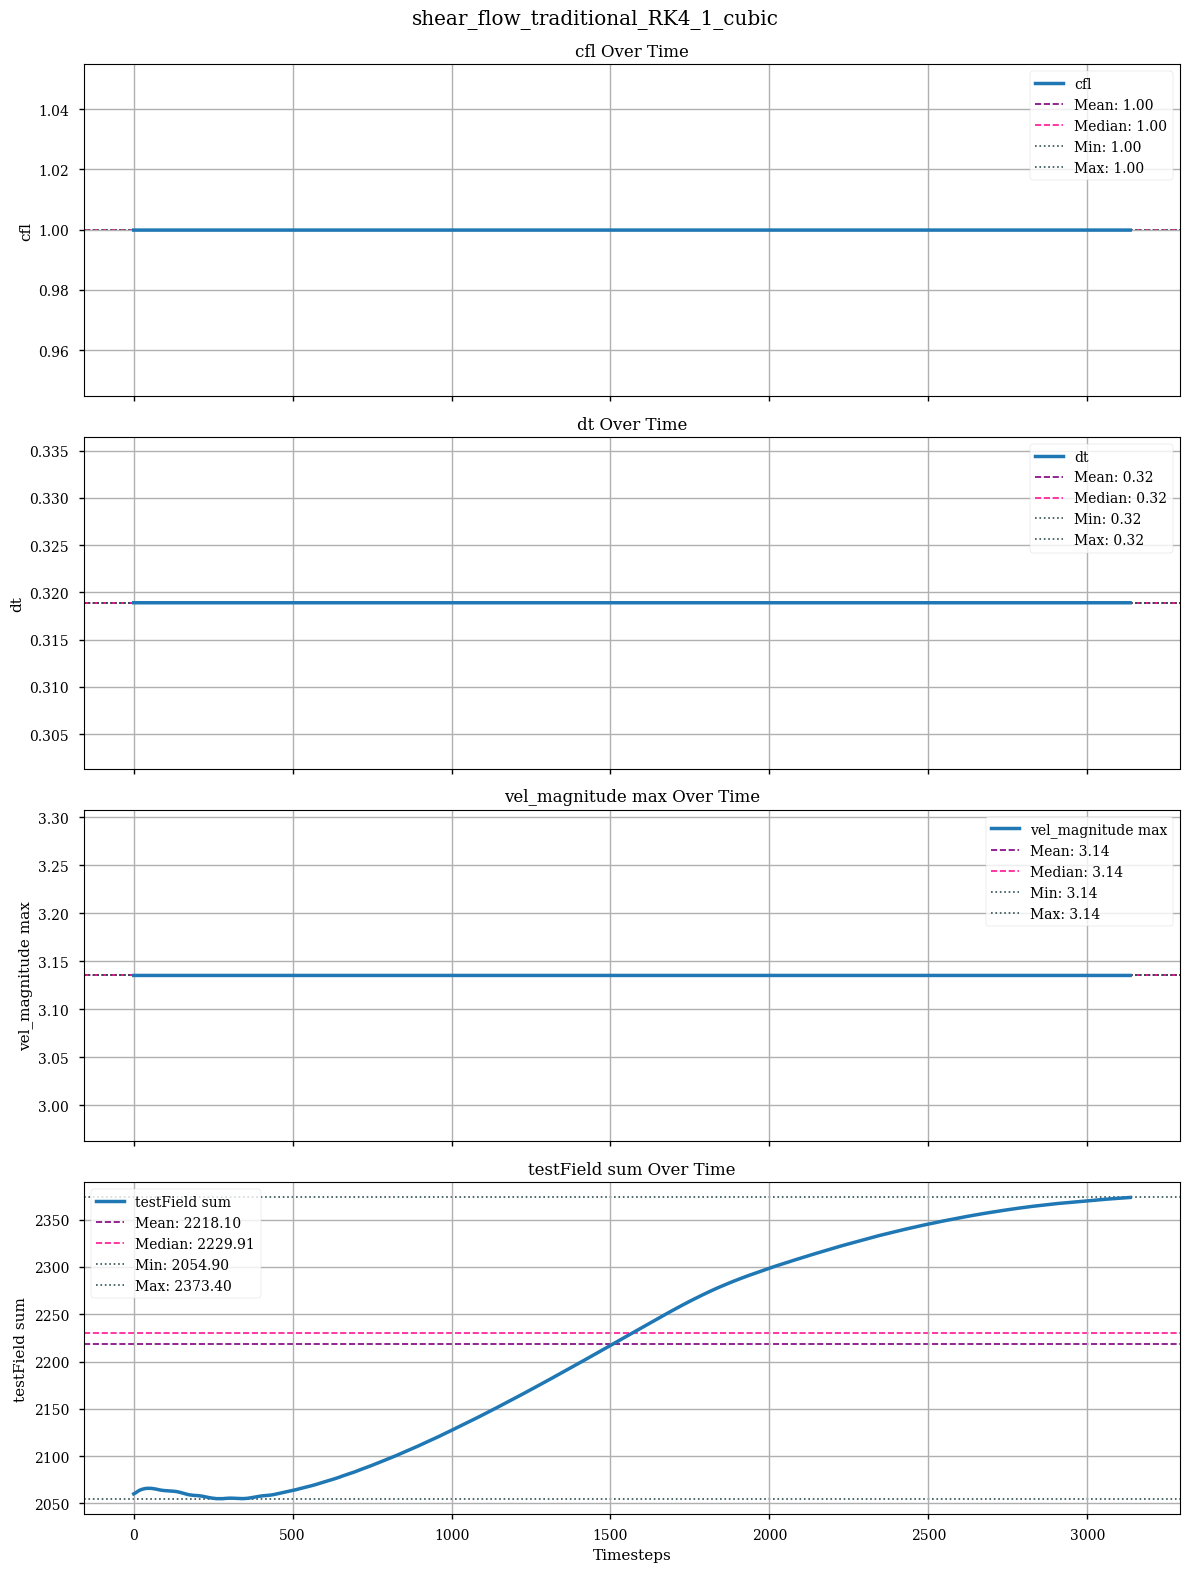 shear_flow_traditional_RK4_1_cubic
cfl Over Time
cfl
Mean: 1.00
Median: 1.00
Min: 1.00
Max: 1.00
1.04
1.02
1.00
0.98
0.96
cfl
dt Over Time
dt
Mean: 0.32
Median: 0.32
Min: 0.32
Max: 0.32
0.335
0.330
0.325
0.320
0.315
0.310
0.305
dt
vel_magnitude max Over Time
vel_magnitude max
Mean: 3.14
Median: 3.14
Min: 3.14
Max: 3.14
3.30
3.25
3.20
3.15
3.10
3.05
3.00
vel_magnitude max
testField sum Over Time
testField sum
Mean: 2218.10
Median: 2229.91
Min: 2054.90
Max: 2373.40
2350
2300
2250
2200
2150
2100
2050
testField sum
0 500 1000 1500 2000 2500 3000
Timesteps